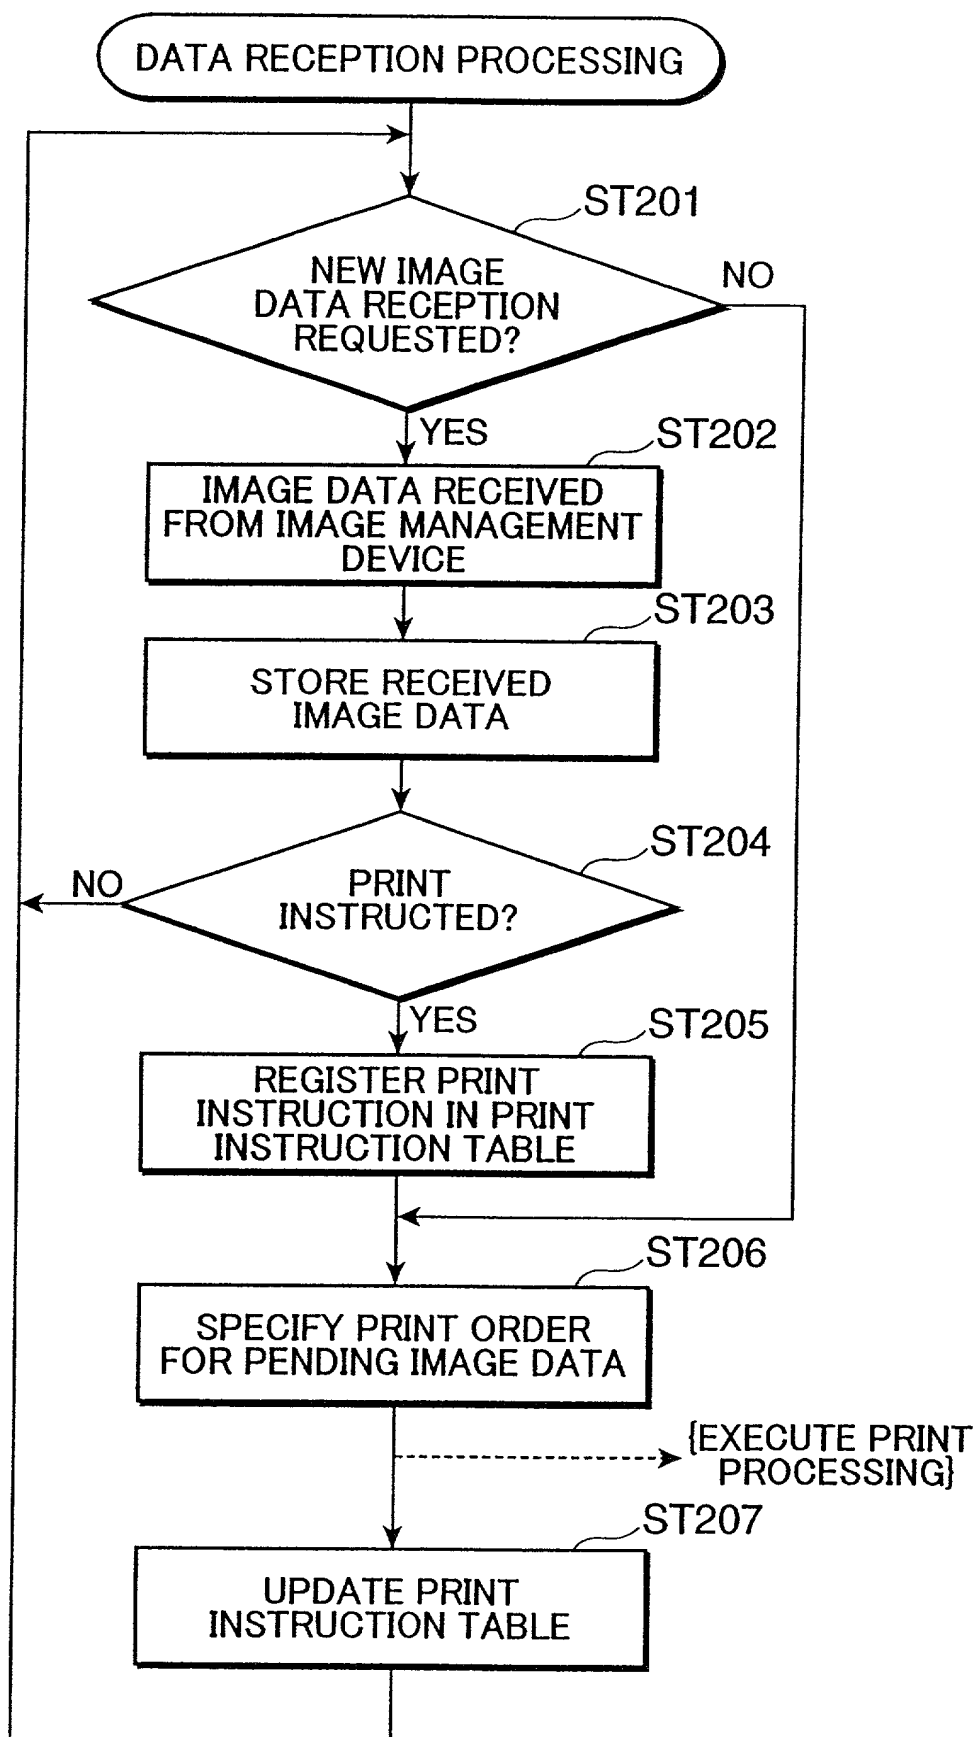 DATA RECEPTION PROCESSING
ST201
NEW IMAGE
DATA RECEPTION
REQUESTED?
NO
YES
ST202
IMAGE DATA RECEIVED
FROM IMAGE MANAGEMENT
DEVICE
ST203
STORE RECEIVED
IMAGE DATA
ST204
PRINT
INSTRUCTED?
NO
YES
ST205
REGISTER PRINT
INSTRUCTION IN PRINT
INSTRUCTION TABLE
ST206
SPECIFY PRINT ORDER
FOR PENDING IMAGE DATA
{EXECUTE PRINT
PROCESSING}
ST207
UPDATE PRINT
INSTRUCTION TABLE